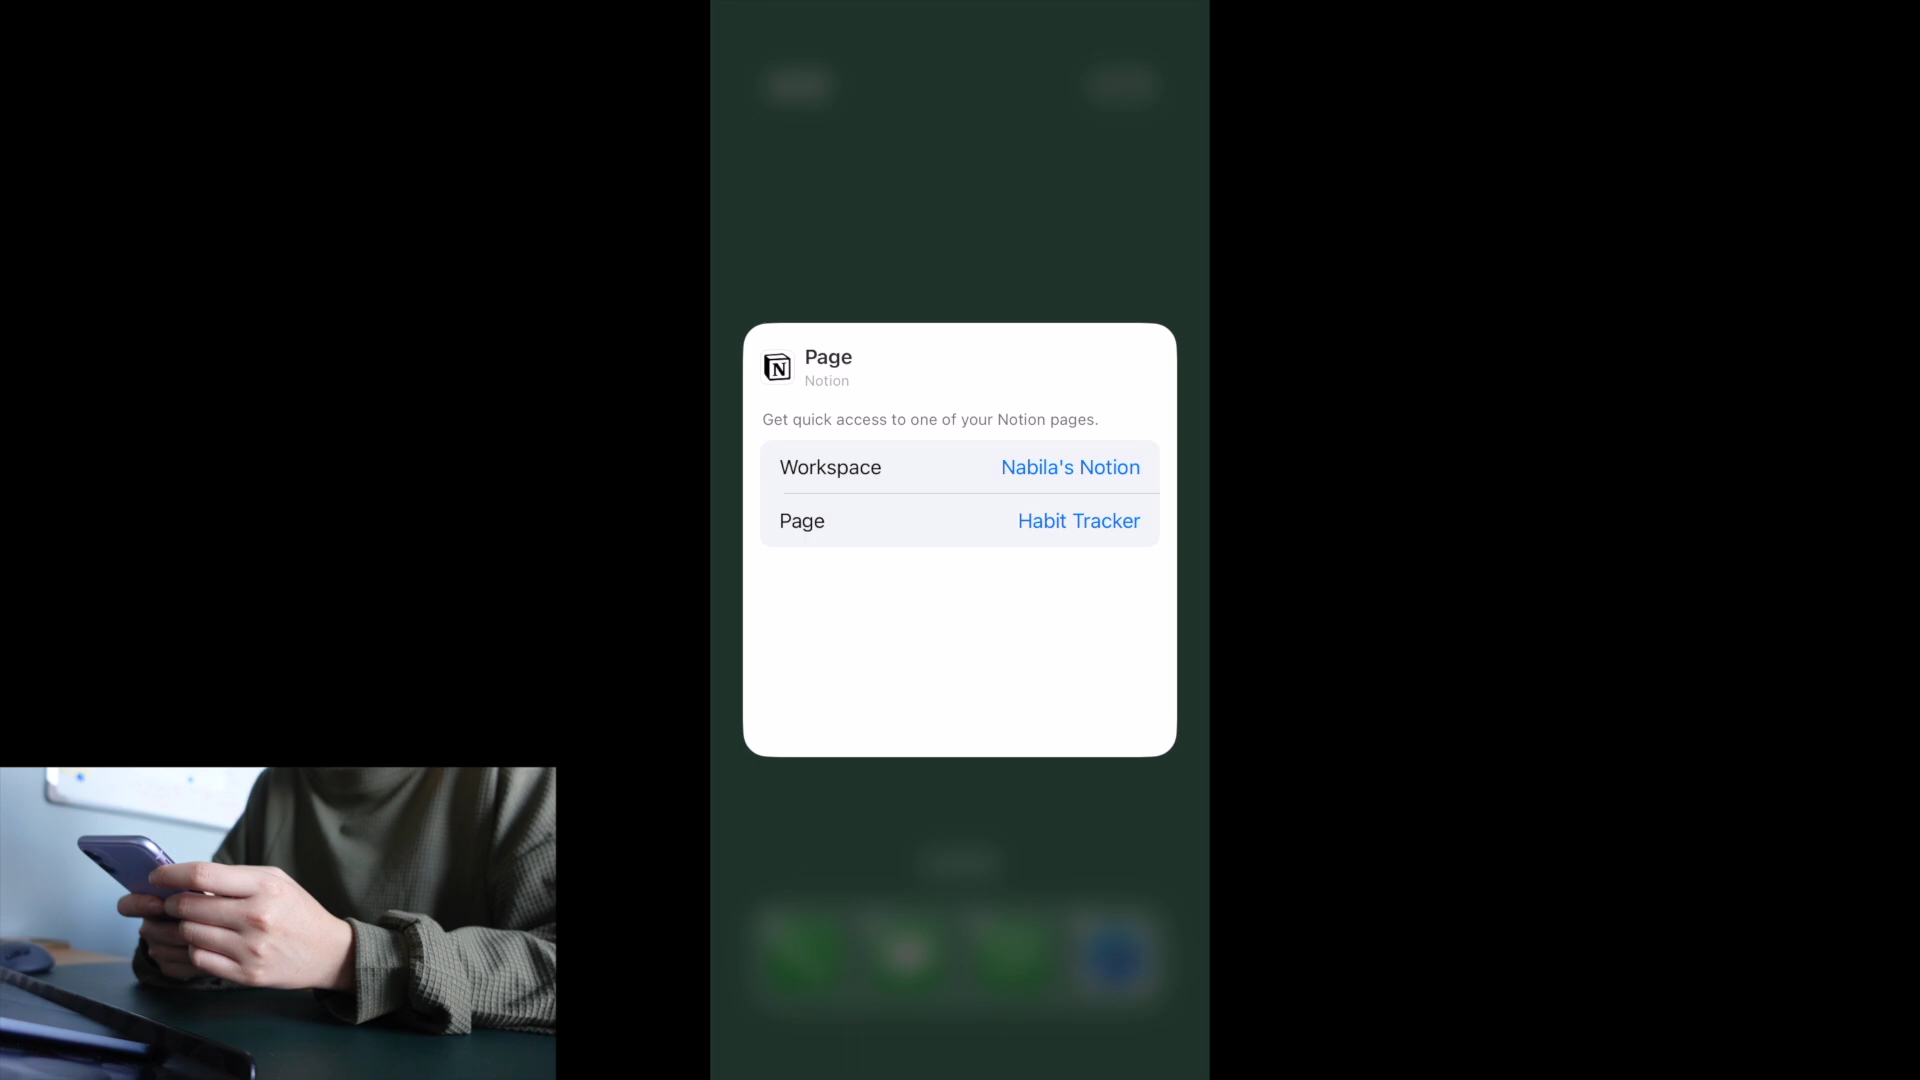 Page
Notion
Get quick access to one of your Notion pages.
Workspace Nabila's Notion
Page Habit Tracker